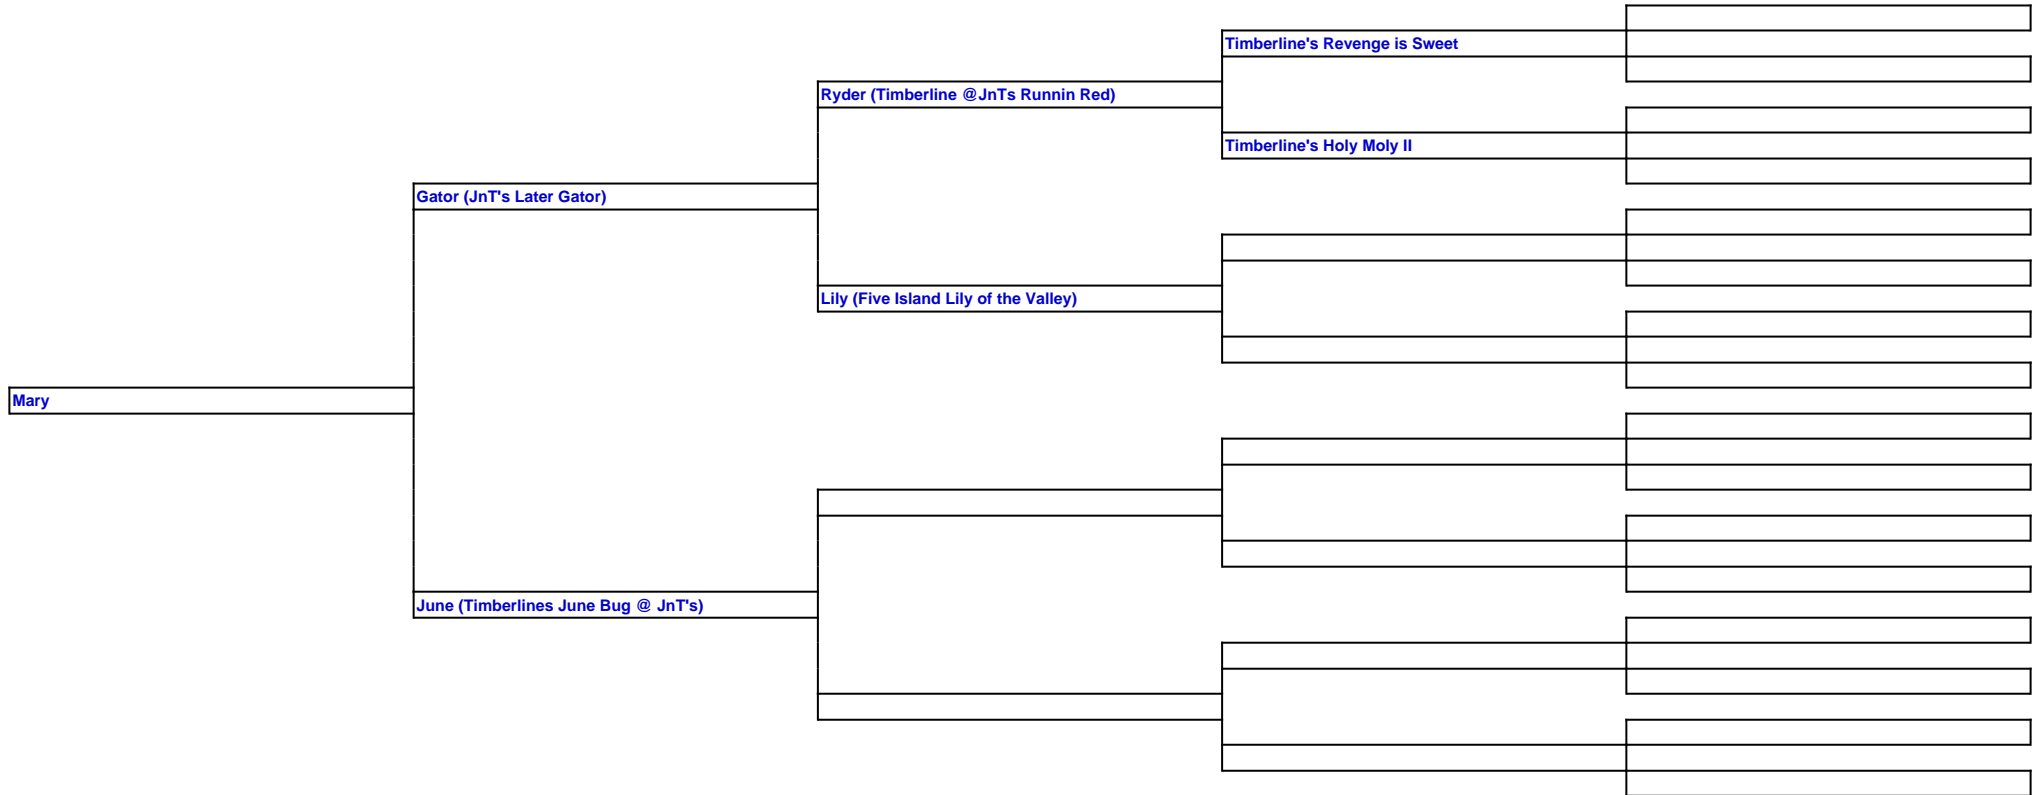 Timberline's Revenge is Sweet
Ryder (Timberline @JnTs Runnin Red)
Timberline's Holy Moly II
Gator (JnT's Later Gator)
Lily (Five Island Lily of the Valley)
Mary
June (Timberlines June Bug @ JnT's)